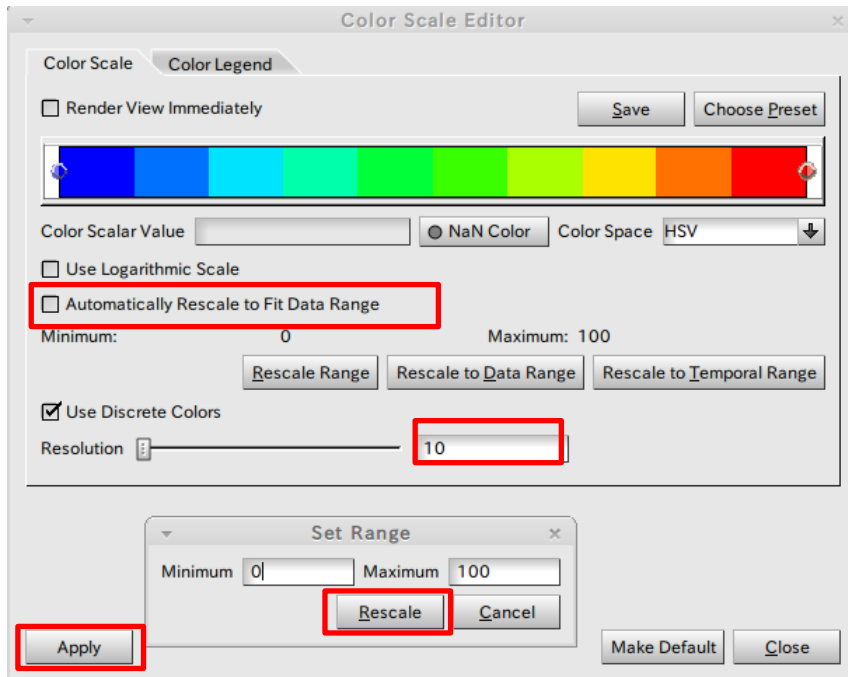 Color Scale Editor
Color Scale
Color Legend
Render View Immediately
Save
Choose Preset
Color Scalar Value
NaN Color
Color Space
HSV
Use Logarithmic Scale
Automatically Rescale to Fit Data Range
Minimum: 0 Maximum: 100
Rescale Range
Rescale to Data Range
Rescale to Temporal Range
Use Discrete Colors
Resolution
10
Set Range
Minimum 0 Maximum 100
Rescale
Cancel
Apply
Make Default
Close